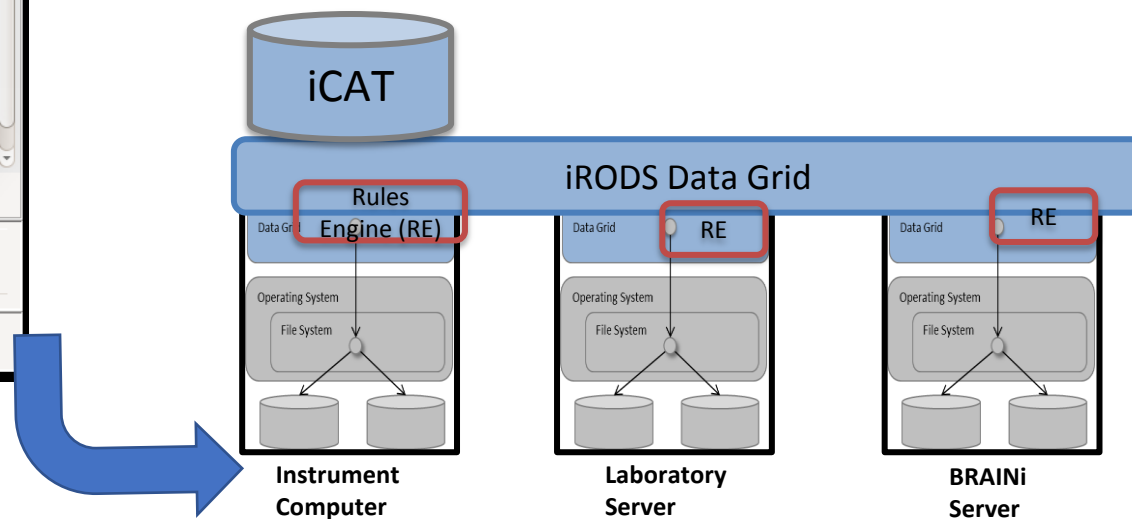 iCAT
iRODS Data Grid
Rules
Engine (RE)
RE
RE
Data Grid
Data Grid
Data Grid
Operating System
Operating System
Operating System
File System
File System
File System
Instrument
Computer
Laboratory
Server
BRAINi
Server